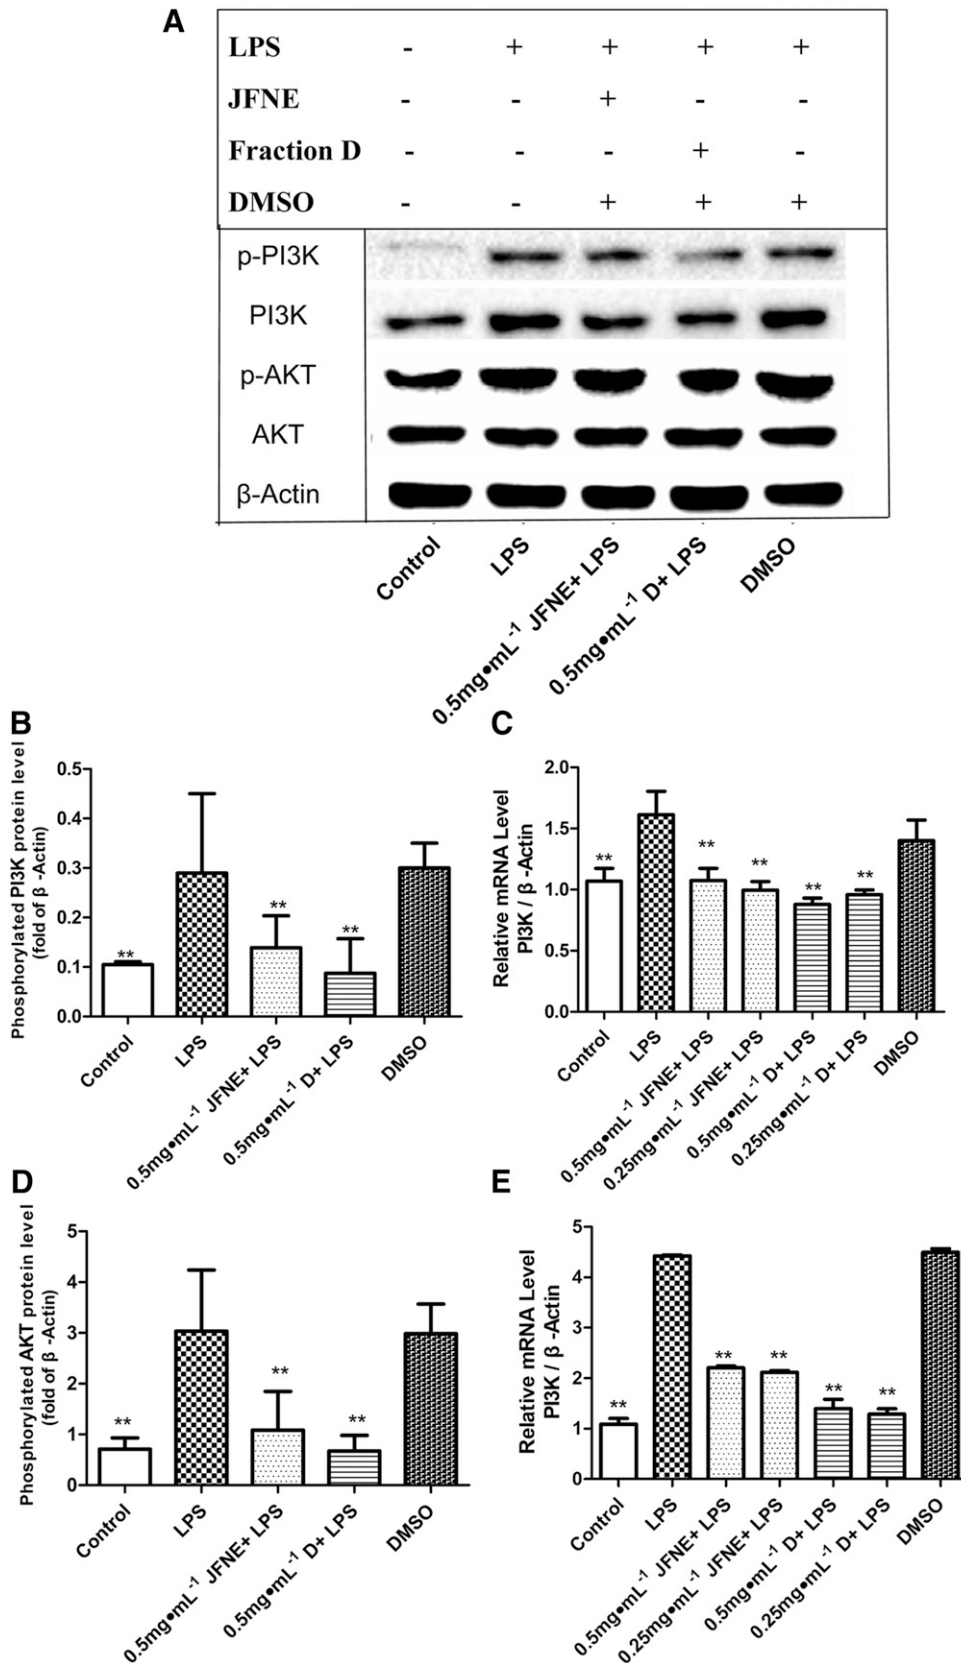 A
LPS - + + + +
JFNE - - + - -
Fraction D - - - + -
DMSO - - + + +
p-PI3K
PI3K
p-AKT
AKT
β-Actin
Control LPS 0.5mg•mL-1 JFNE+ LPS 0.5mg•mL-1 D+ LPS DMSO
B
Phosphorylated PI3K protein level
(fold of β -Actin)
0.5
0.4
0.3
0.2
0.1
0.0
** ** **
Control LPS 0.5mg•mL-1 JFNE+ LPS 0.5mg•mL-1 D+ LPS DMSO
C
Relative mRNA Level
PI3K / β -Actin
2.0
1.5
1.0
0.5
0.0
** ** ** ** **
Control LPS 0.5mg•mL-1 JFNE+ LPS 0.25mg•mL-1 JFNE+ LPS 0.5mg•mL-1 D+ LPS 0.25mg•mL-1 D+ LPS DMSO
D
Phosphorylated AKT protein level
(fold of β -Actin)
5
4
3
2
1
0
** ** **
Control LPS 0.5mg•mL-1 JFNE+ LPS 0.5mg•mL-1 D+ LPS DMSO
E
Relative mRNA Level
PI3K / β -Actin
5
4
3
2
1
0
** ** ** ** **
Control LPS 0.5mg•mL-1 JFNE+ LPS 0.25mg•mL-1 JFNE+ LPS 0.5mg•mL-1 D+ LPS 0.25mg•mL-1 D+ LPS DMSO